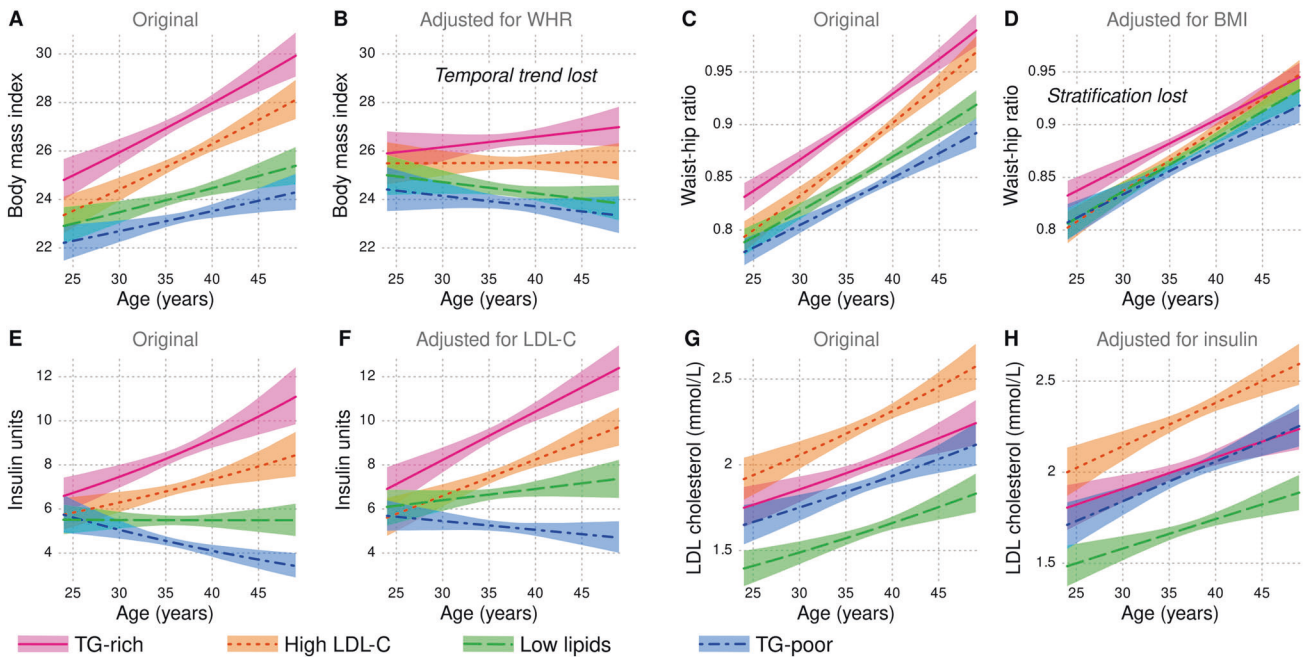 A Original
Body mass index
30
28
26
24
22
25 30 35 40 45
Age (years)
B Adjusted for WHR
Body mass index
30
28
26
24
22
Temporal trend lost
25 30 35 40 45
Age (years)
C Original
Waist-hip ratio
0.95
0.9
0.85
0.8
25 30 35 40 45
Age (years)
D Adjusted for BMI
Waist-hip ratio
0.95
0.9
0.85
0.8
Stratification lost
25 30 35 40 45
Age (years)
E Original
Insulin units
12
10
8
6
4
25 30 35 40 45
Age (years)
F Adjusted for LDL-C
Insulin units
12
10
8
6
4
25 30 35 40 45
Age (years)
G Original
LDL cholesterol (mmol/L)
2.5
2
1.5
25 30 35 40 45
Age (years)
H Adjusted for insulin
LDL cholesterol (mmol/L)
2.5
2
1.5
25 30 35 40 45
Age (years)
TG-rich High LDL-C Low lipids TG-poor